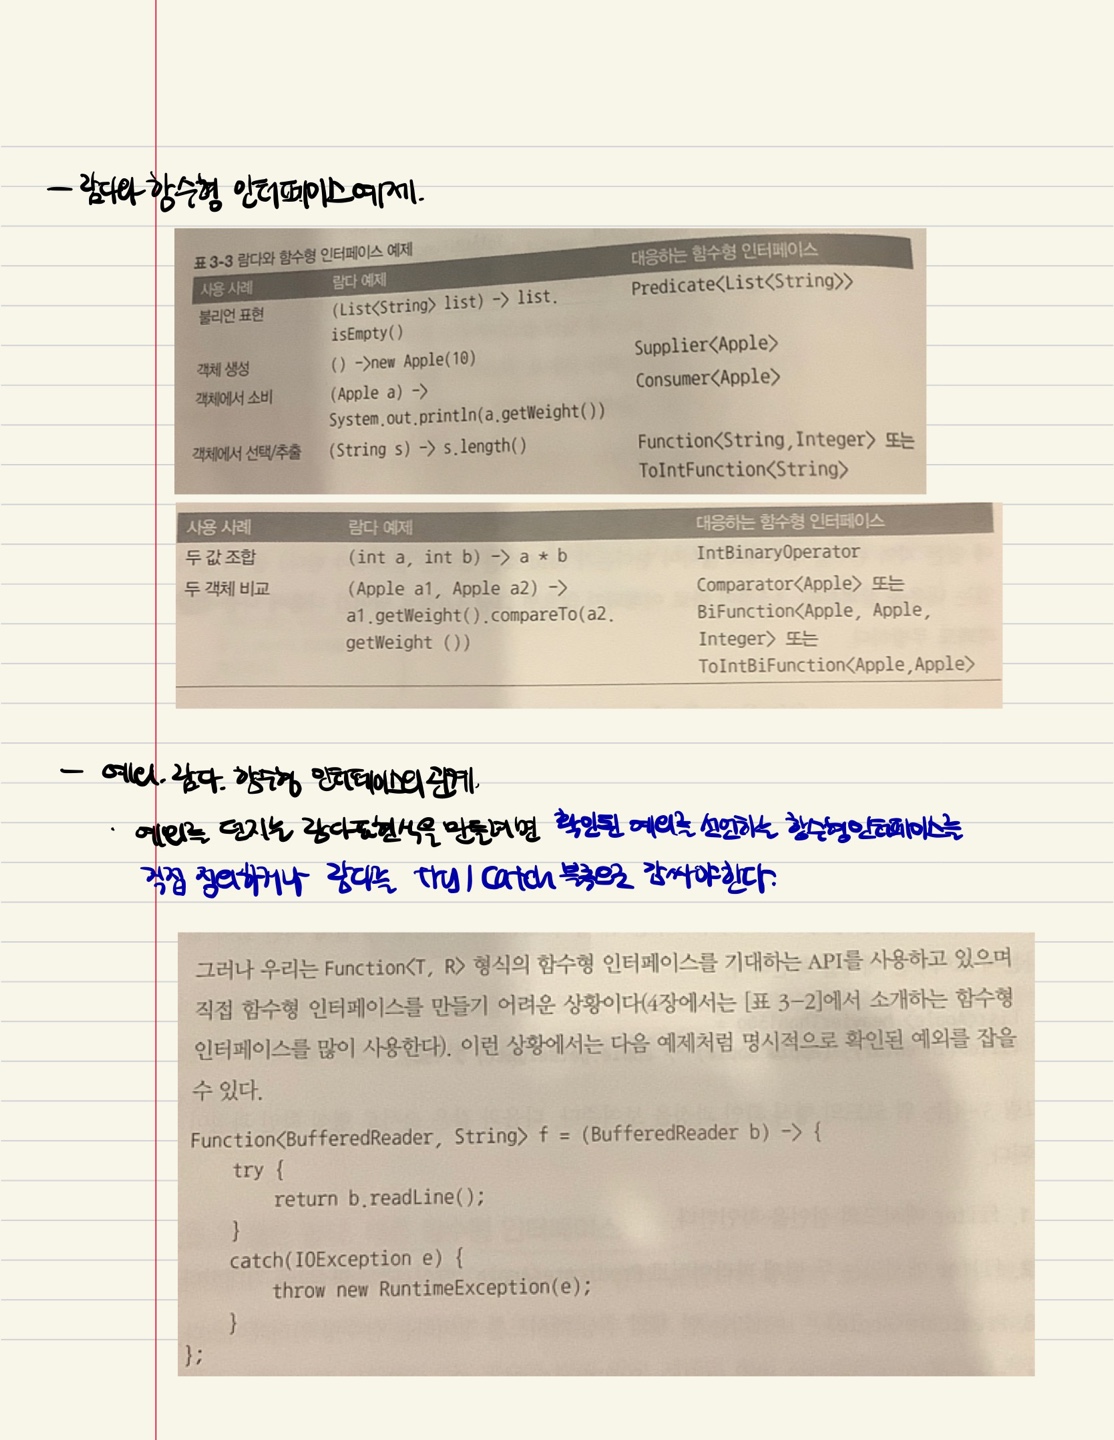 - 람다와 함수형 인터페이스 예제.
표 3-3 람다와 함수형 인터페이스 예제
사용 사례 람다 예제 대응하는 함수형 인터페이스
불리언 표현 (List<String> list) -> list. Predicate<List<String>>
isEmpty()
객체 생성 () ->new Apple(10) Supplier<Apple>
객체에서 소비 (Apple a) -> Consumer<Apple>
System.out.println(a.getWeight())
객체에서 선택/추출 (String s) -> s.length() Function<String,Integer> 또는
ToIntFunction<String>
사용 사례 람다 예제 대응하는 함수형 인터페이스
두 값 조합 (int a, int b) -> a * b IntBinaryOperator
두 객체 비교 (Apple a1, Apple a2) -> Comparator<Apple> 또는
a1.getWeight().compareTo(a2. BiFunction<Apple, Apple,
getWeight ()) Integer> 또는
ToIntBiFunction<Apple,Apple>
- 예외. 람다. 함수형 인터페이스의 관계.
· 예외를 던지는 람다표현식을 만들려면 확인된 예외를 선언하는 함수형인터페이스를
직접 정의하거나 람다를 try / catch 블록으로 감싸야한다.
그러나 우리는 Function<T, R> 형식의 함수형 인터페이스를 기대하는 API를 사용하고 있으며
직접 함수형 인터페이스를 만들기 어려운 상황이다(4장에서는 [표 3-2]에서 소개하는 함수형
인터페이스를 많이 사용한다). 이런 상황에서는 다음 예제처럼 명시적으로 확인된 예외를 잡을
수 있다.
Function<BufferedReader, String> f = (BufferedReader b) -> {
try {
return b.readLine();
}
catch(IOException e) {
throw new RuntimeException(e);
}
};